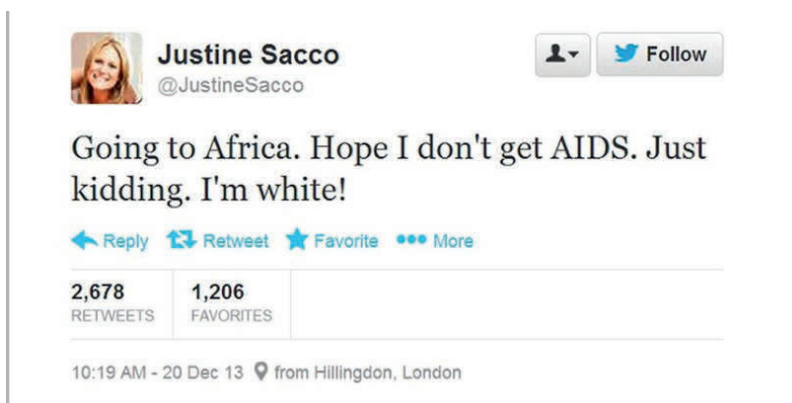 Justine Sacco
@JustineSacco
Follow
Going to Africa. Hope I don't get AIDS. Just
kidding. I'm white!
Reply Retweet Favorite More
2,678 1,206
RETWEETS FAVORITES
10:19 AM - 20 Dec 13 from Hillingdon, London